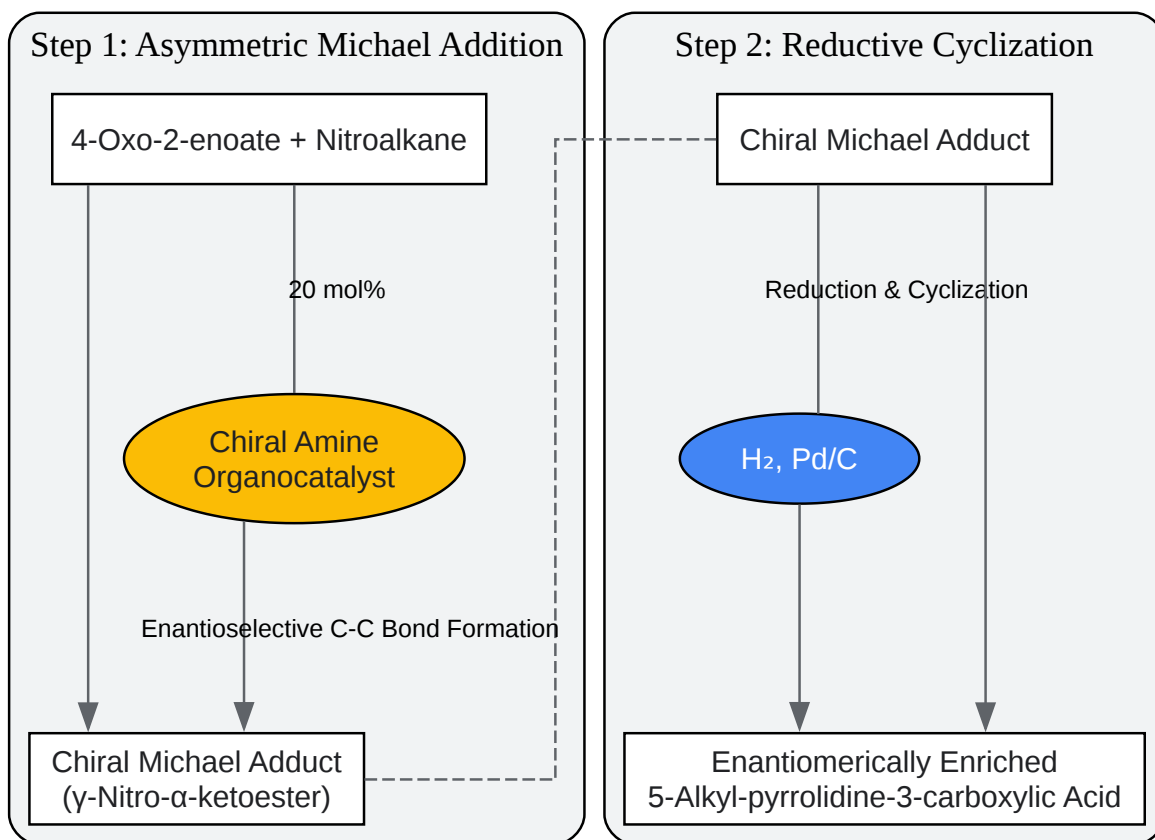 Step 1: Asymmetric Michael Addition
4-Oxo-2-enoate + Nitroalkane
20 mol%
Chiral Amine
Organocatalyst
Enantioselective C-C Bond Formation
Chiral Michael Adduct
(γ-Nitro-α-ketoester)
Step 2: Reductive Cyclization
Chiral Michael Adduct
Reduction & Cyclization
H₂, Pd/C
Enantiomerically Enriched
5-Alkyl-pyrrolidine-3-carboxylic Acid